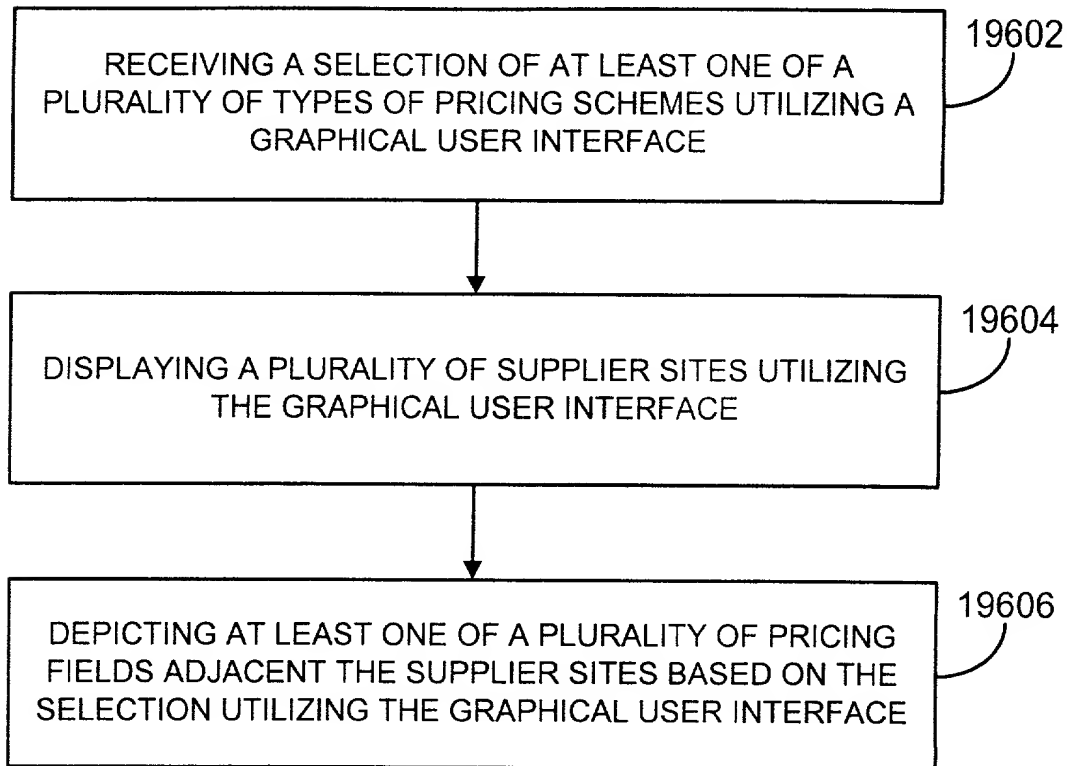 19602
RECEIVING A SELECTION OF AT LEAST ONE OF A
PLURALITY OF TYPES OF PRICING SCHEMES UTILIZING A
GRAPHICAL USER INTERFACE
19604
DISPLAYING A PLURALITY OF SUPPLIER SITES UTILIZING
THE GRAPHICAL USER INTERFACE
19606
DEPICTING AT LEAST ONE OF A PLURALITY OF PRICING
FIELDS ADJACENT THE SUPPLIER SITES BASED ON THE
SELECTION UTILIZING THE GRAPHICAL USER INTERFACE